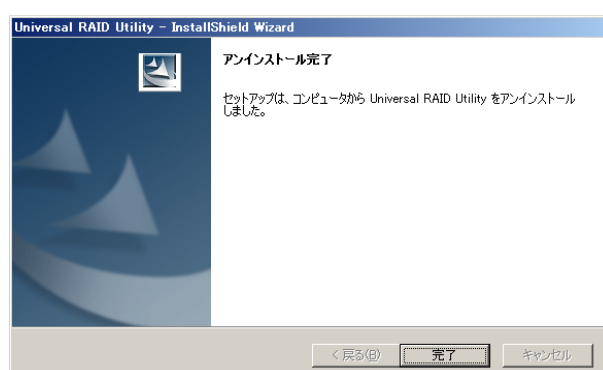 Universal RAID Utility - InstallShield Wizard
アンインストール完了
セットアップは、コンピュータから Universal RAID Utility をアンインストール
しました。
< 戻る(B)
完了
キャンセル